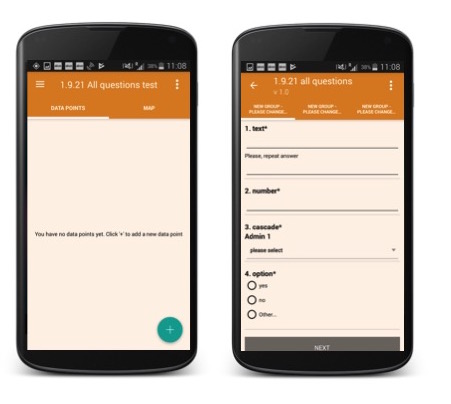 11:08
1.9.21 All questions test
DATA POINTS
MAP
You have no data points yet. Click '+' to add a new data point
+
11:08
1.9.21 all questions
v 1.0
NEW GROUP - PLEASE CHANGE...
NEW GROUP - PLEASE CHANGE...
NEW GROUP - PLEASE CHANGE...
1. text*
Please, repeat answer
2. number*
3. cascade*
Admin 1
please select
4. option*
yes
no
Other...
NEXT